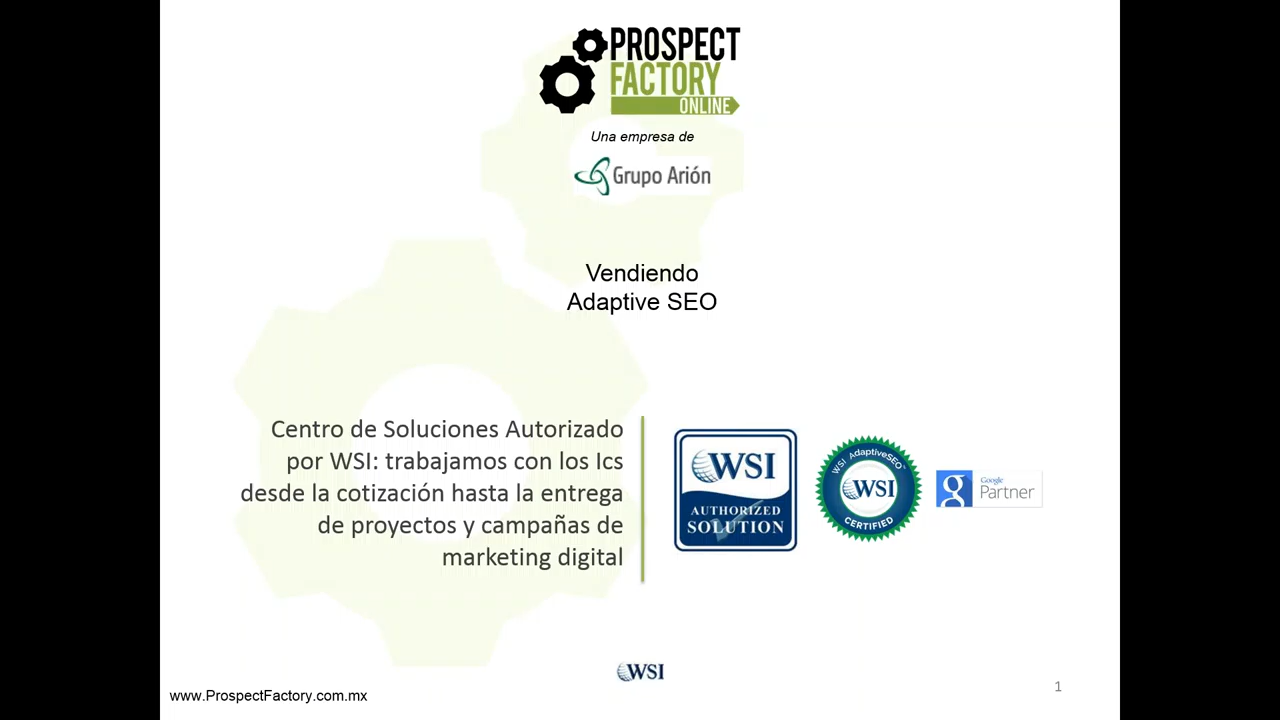 PROSPECT
FACTORY
ONLINE
Una empresa de
Grupo Arión
Vendiendo
Adaptive SEO
Centro de Soluciones Autorizado
por WSI: trabajamos con los Ics
desde la cotización hasta la entrega
de proyectos y campañas de
marketing digital
WSI
AUTHORIZED
SOLUTION
WSI AdaptiveSEO™
WSI
CERTIFIED
g
Google
Partner
WSI
www.ProspectFactory.com.mx
1